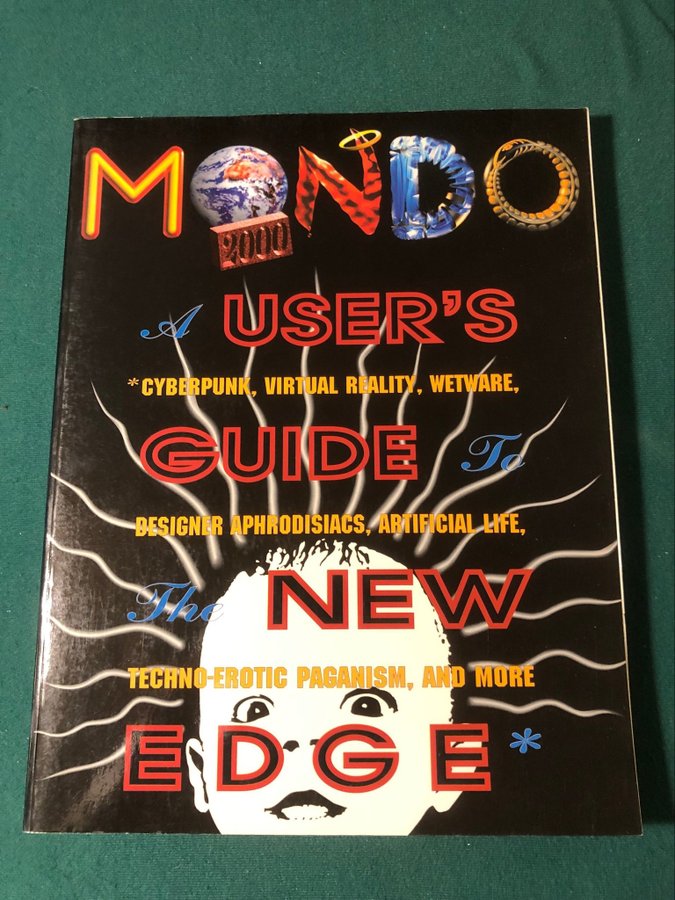 MONDO
2000
A USER'S
*CYBERPUNK, VIRTUAL REALITY, WETWARE,
GUIDE To
DESIGNER APHRODISIACS, ARTIFICIAL LIFE,
The NEW
TECHNO-EROTIC PAGANISM, AND MORE
EDGE*